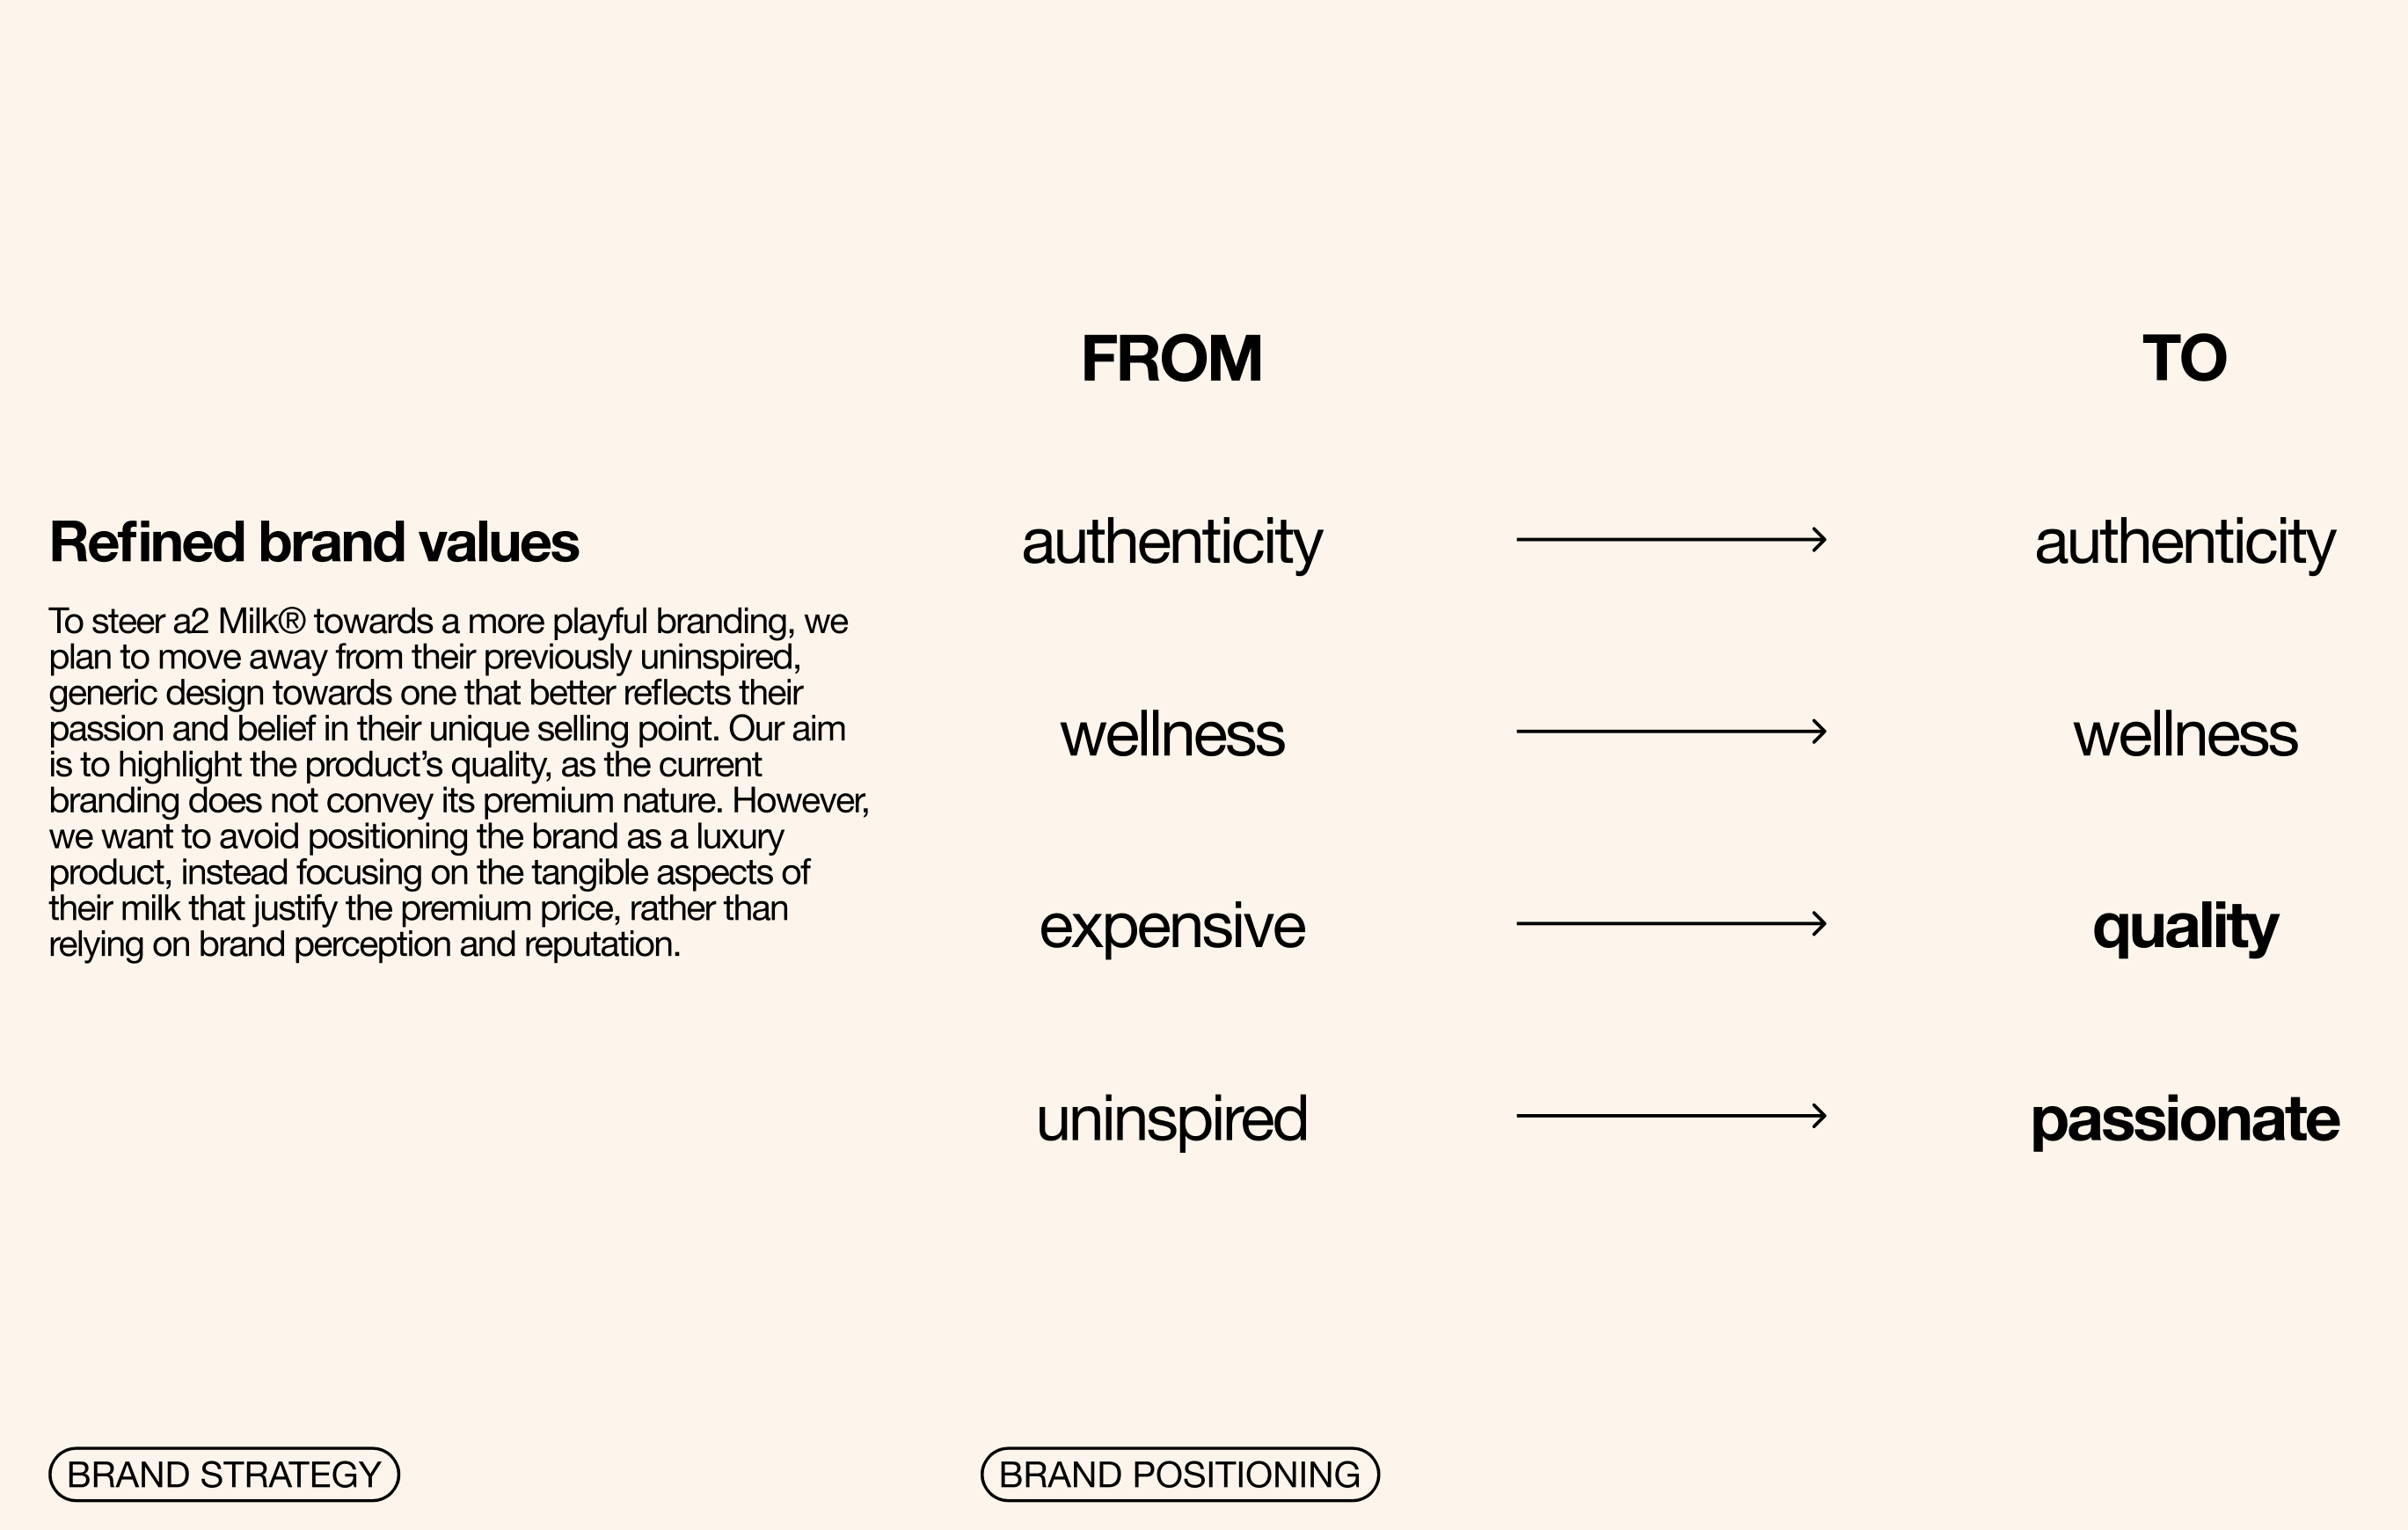 FROM
TO
Refined brand values
To steer a2 Milk® towards a more playful branding, we
plan to move away from their previously uninspired,
generic design towards one that better reflects their
passion and belief in their unique selling point. Our aim
is to highlight the product’s quality, as the current
branding does not convey its premium nature. However,
we want to avoid positioning the brand as a luxury
product, instead focusing on the tangible aspects of
their milk that justify the premium price, rather than
relying on brand perception and reputation.
authenticity
authenticity
wellness
wellness
expensive
quality
uninspired
passionate
BRAND STRATEGY
BRAND POSITIONING